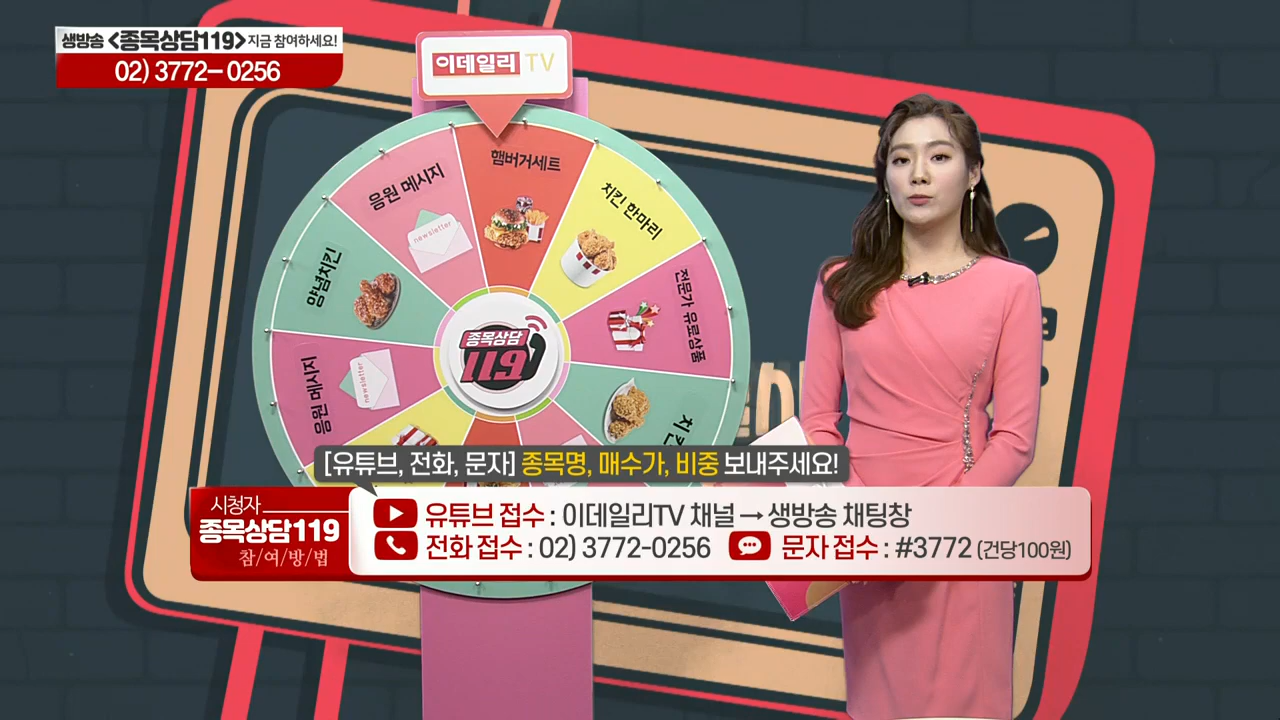 생방송 <종목상담119> 지금 참여하세요!
02) 3772-0256
이데일리 TV
햄버거세트
치킨 한마리
전문가 유료상품
치킨
응원 메시지
newsletter
양념치킨
응원 메시지
newsletter
종목상담
119
[유튜브, 전화, 문자] 종목명, 매수가, 비중 보내주세요!
시청자
종목상담119
참/여/방/법
유튜브 접수 : 이데일리TV 채널 → 생방송 채팅창
전화 접수 : 02) 3772-0256 문자 접수 : #3772 (건당100원)